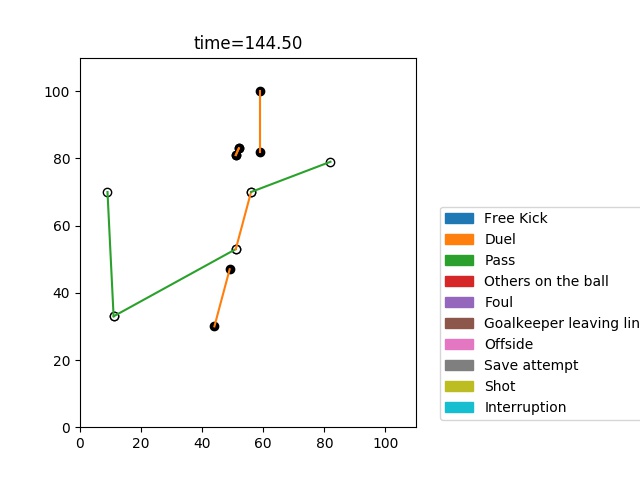 time=144.50
100
80
60
40
20
0
0 20 40 60 80 100
Free Kick
Duel
Pass
Others on the ball
Foul
Goalkeeper leaving lin
Offside
Save attempt
Shot
Interruption